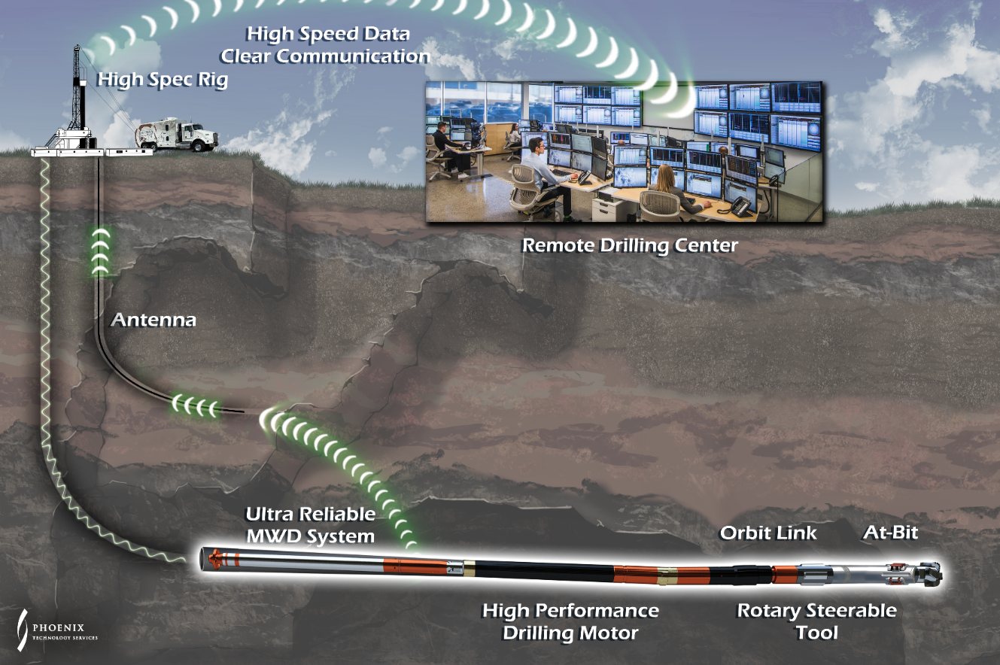 High Speed Data
Clear Communication
High Spec Rig
Remote Drilling Center
Antenna
Ultra Reliable
MWD System
Orbit Link
At-Bit
High Performance
Drilling Motor
Rotary Steerable
Tool
PHOENIX
TECHNOLOGY SERVICES